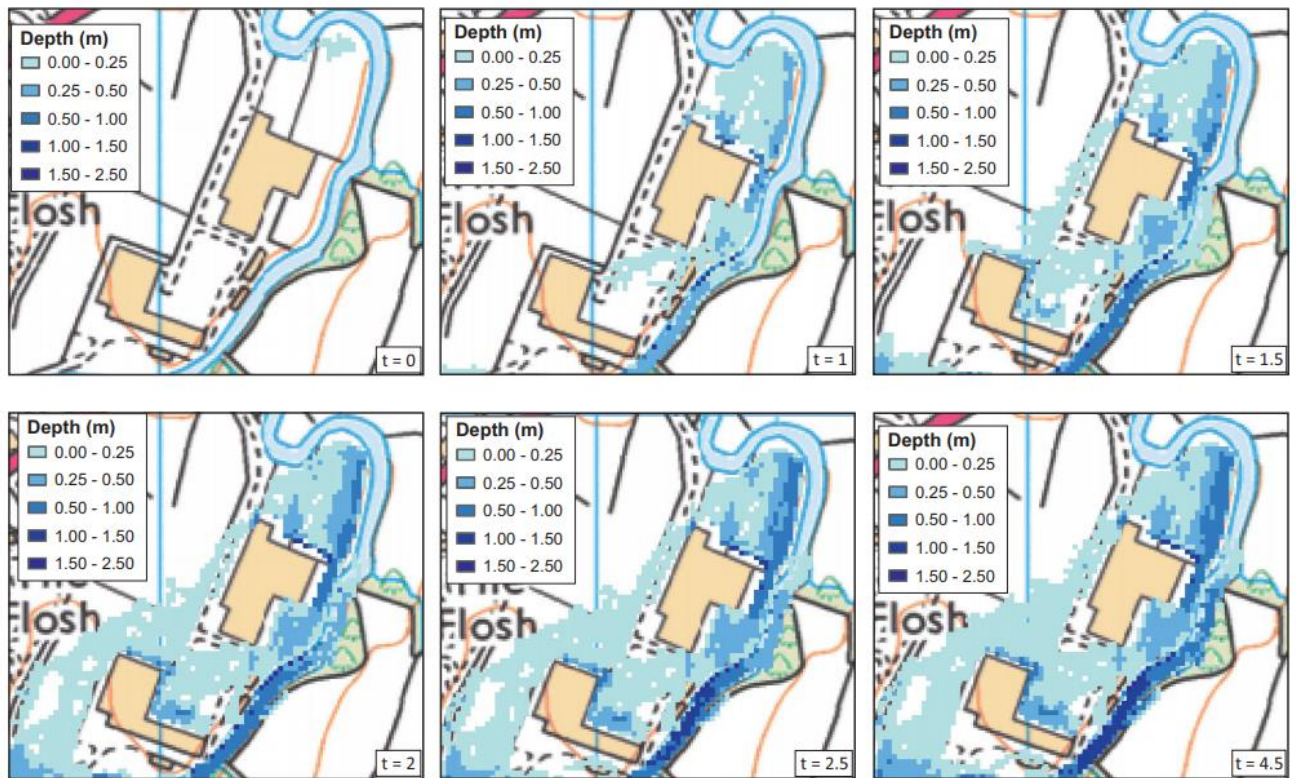 Depth (m)
0.00 - 0.25
0.25 - 0.50
0.50 - 1.00
1.00 - 1.50
1.50 - 2.50
Flosh
t = 0
Depth (m)
0.00 - 0.25
0.25 - 0.50
0.50 - 1.00
1.00 - 1.50
1.50 - 2.50
Flosh
t = 1
Depth (m)
0.00 - 0.25
0.25 - 0.50
0.50 - 1.00
1.00 - 1.50
1.50 - 2.50
Flosh
t = 1.5
Depth (m)
0.00 - 0.25
0.25 - 0.50
0.50 - 1.00
1.00 - 1.50
1.50 - 2.50
Flosh
t = 2
Depth (m)
0.00 - 0.25
0.25 - 0.50
0.50 - 1.00
1.00 - 1.50
1.50 - 2.50
Flosh
t = 2.5
Depth (m)
0.00 - 0.25
0.25 - 0.50
0.50 - 1.00
1.00 - 1.50
1.50 - 2.50
Flosh
t = 4.5